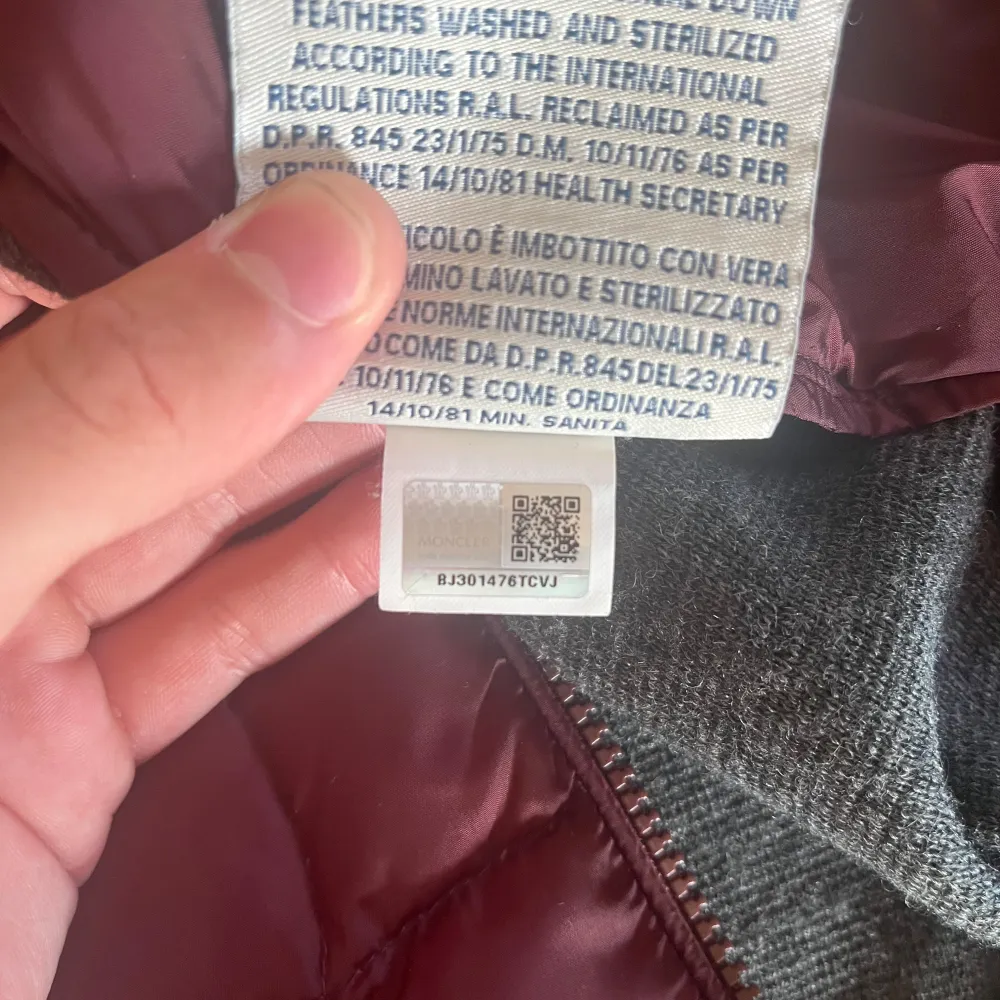 DOWN
FEATHERS WASHED AND STERILIZED
ACCORDING TO THE INTERNATIONAL
REGULATIONS R.A.L. RECLAIMED AS PER
D.P.R. 845 23/1/75 D.M. 10/11/76 AS PER
ORDINANCE 14/10/81 HEALTH SECRETARY
ICOLO È IMBOTTITO CON VERA
MINO LAVATO E STERILIZZATO
E NORME INTERNAZIONALI R.A.L.
O COME DA D.P.R. 845 DEL 23/1/75
. 10/11/76 E COME ORDINANZA
14/10/81 MIN. SANITA
MONCLER
BJ301476TCVJ